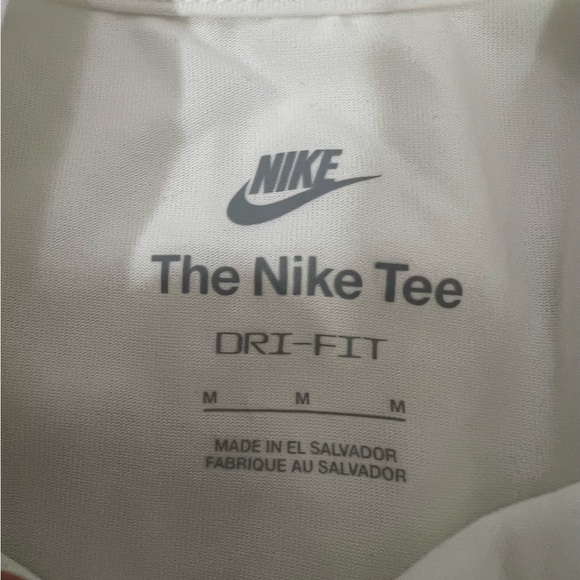 NIKE
The Nike Tee
DRI-FIT
M M M
MADE IN EL SALVADOR
FABRIQUE AU SALVADOR